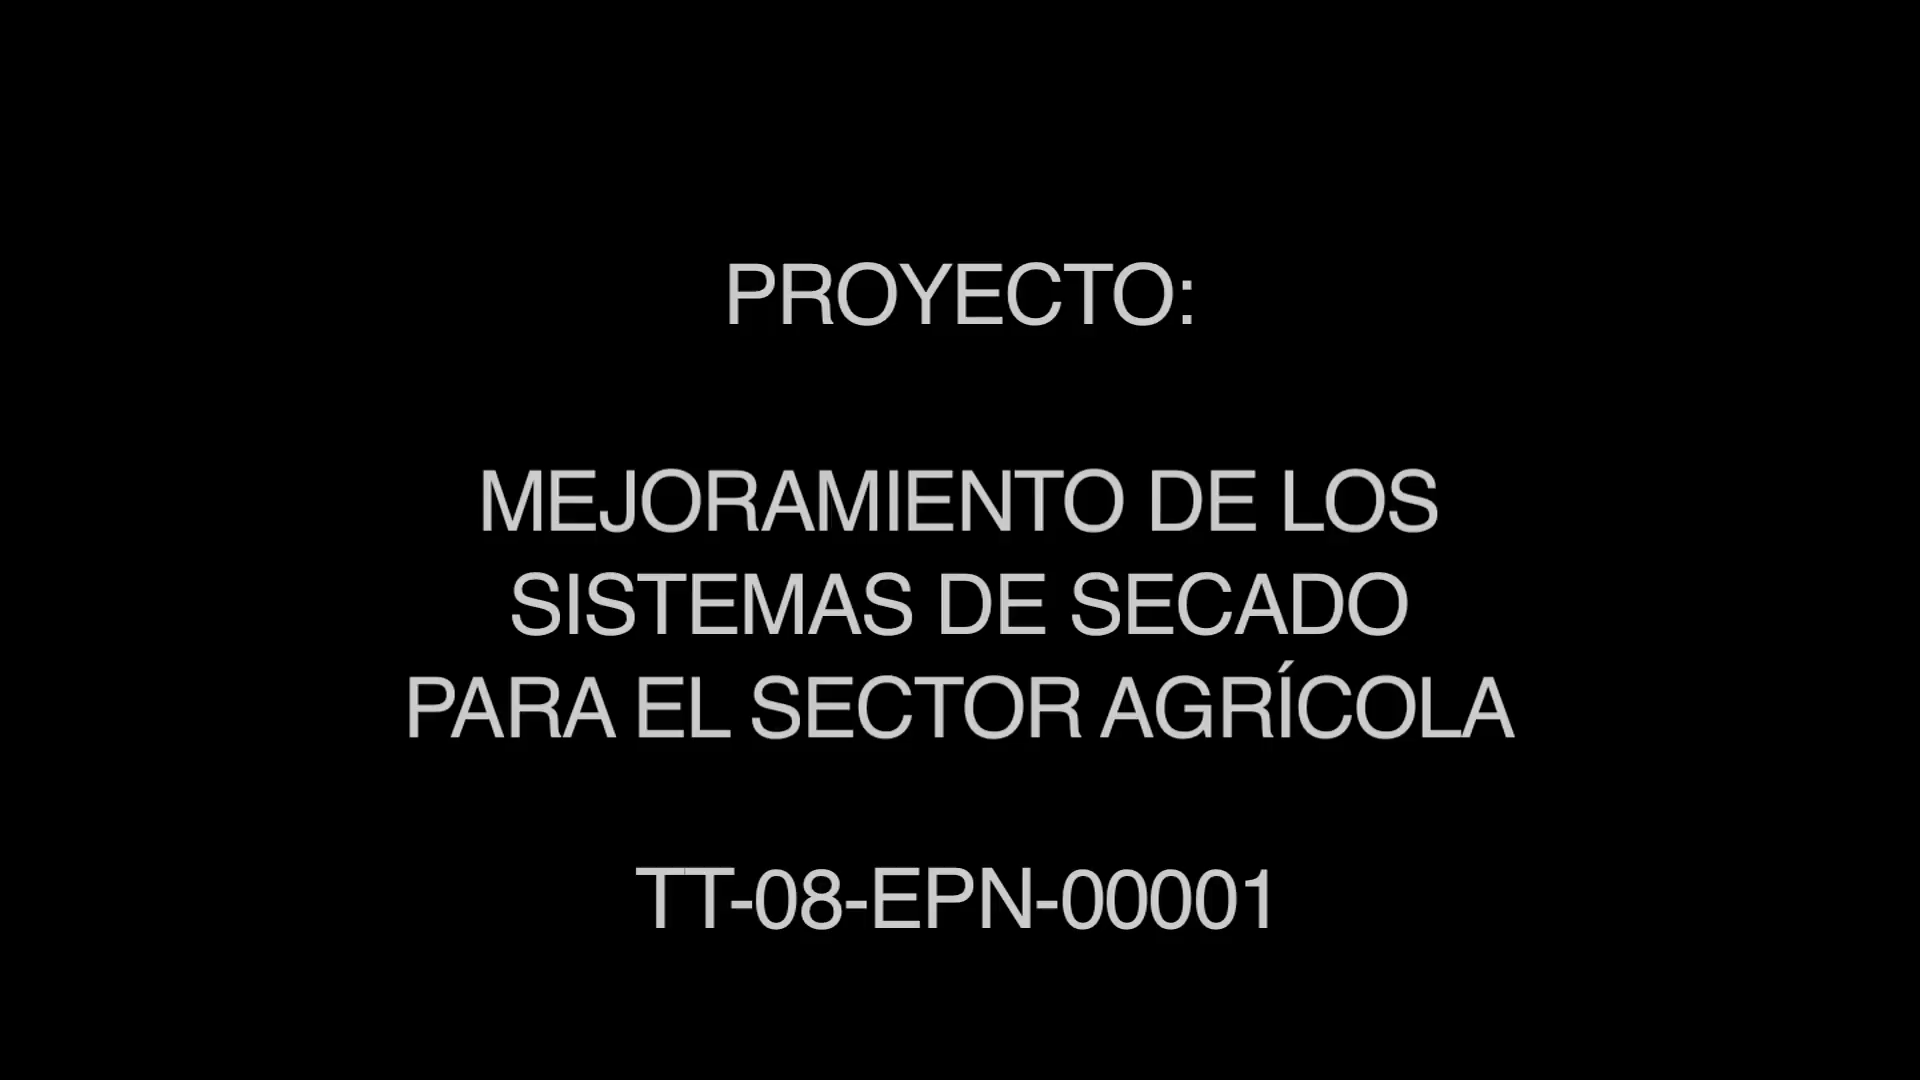 PROYECTO:
MEJORAMIENTO DE LOS
SISTEMAS DE SECADO
PARA EL SECTOR AGRÍCOLA
TT-08-EPN-00001